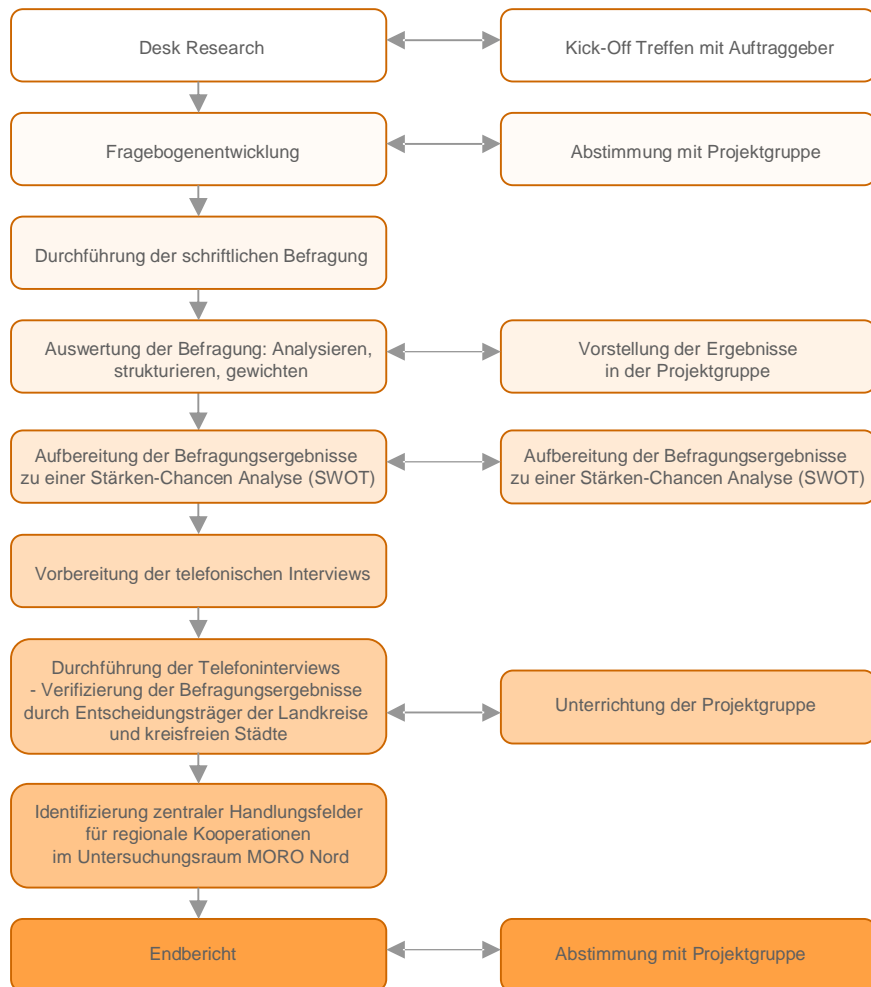 Desk Research
Kick-Off Treffen mit Auftraggeber
Fragebogenentwicklung
Abstimmung mit Projektgruppe
Durchführung der schriftlichen Befragung
Auswertung der Befragung: Analysieren,
strukturieren, gewichten
Vorstellung der Ergebnisse
in der Projektgruppe
Aufbereitung der Befragungsergebnisse
zu einer Stärken-Chancen Analyse (SWOT)
Aufbereitung der Befragungsergebnisse
zu einer Stärken-Chancen Analyse (SWOT)
Vorbereitung der telefonischen Interviews
Durchführung der Telefoninterviews
- Verifizierung der Befragungsergebnisse
durch Entscheidungsträger der Landkreise
und kreisfreien Städte
Unterrichtung der Projektgruppe
Identifizierung zentraler Handlungsfelder
für regionale Kooperationen
im Untersuchungsraum MORO Nord
Endbericht
Abstimmung mit Projektgruppe